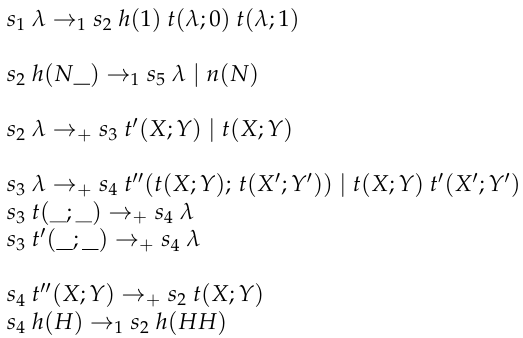 s₁ λ →₁ s₂ h(1) t(λ;0) t(λ;1)
s₂ h(N_) →₁ s₅ λ | n(N)
s₂ λ →₊ s₃ t′(X;Y) | t(X;Y)
s₃ λ →₊ s₄ t″(t(X;Y); t(X′;Y′)) | t(X;Y) t′(X′;Y′)
s₃ t(_;_) →₊ s₄ λ
s₃ t′(_;_) →₊ s₄ λ
s₄ t″(X;Y) →₊ s₂ t(X;Y)
s₄ h(H) →₁ s₂ h(HH)